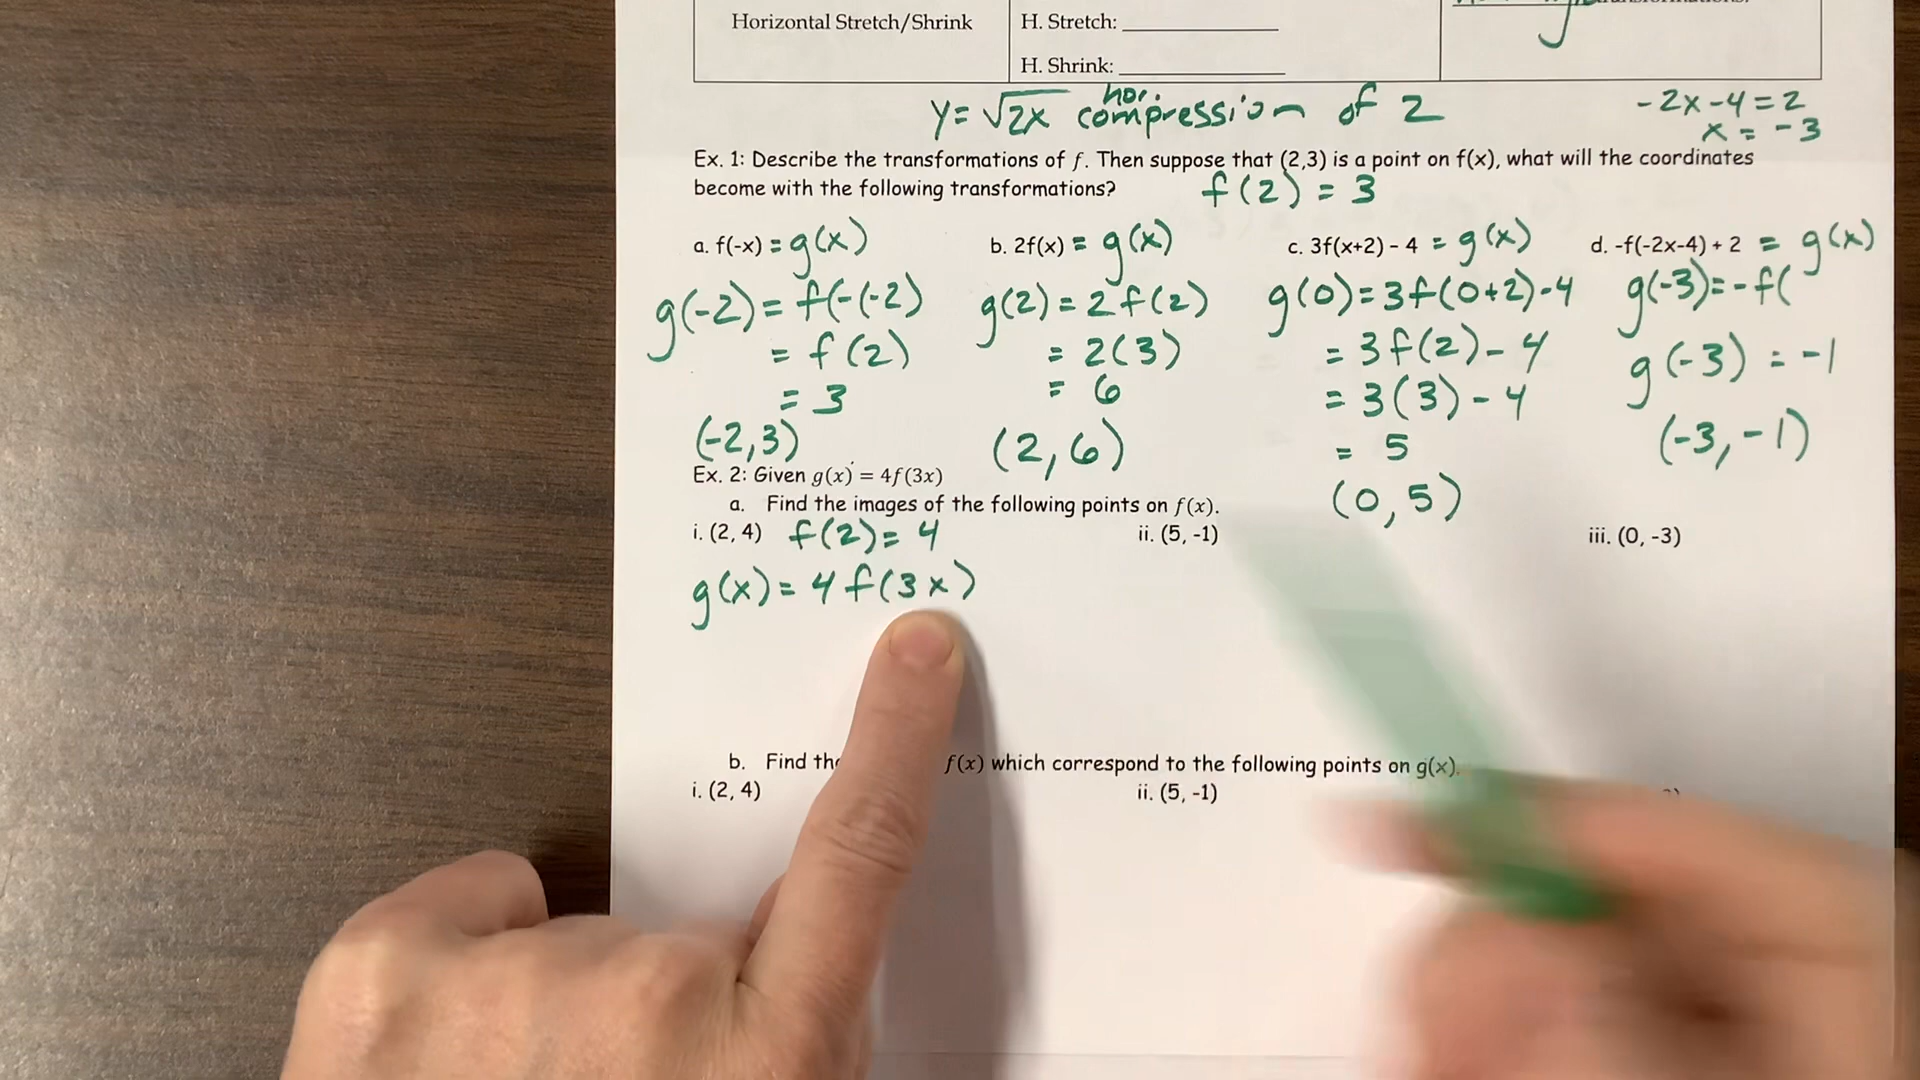 Horizontal Stretch/Shrink
H. Stretch: ____________
H. Shrink: ____________
y = √2x hor. compression of 2
-2x-4=2
x = -3
Ex. 1: Describe the transformations of f. Then suppose that (2,3) is a point on f(x), what will the coordinates
become with the following transformations?
f(2) = 3
a. f(-x) = g(x)
g(-2) = f(-(-2)
= f(2)
= 3
(-2,3)
b. 2f(x) = g(x)
g(2) = 2f(2)
= 2(3)
= 6
(2,6)
c. 3f(x+2) - 4 = g(x)
g(0) = 3f(0+2)-4
= 3f(2)-4
= 3(3)-4
= 5
(0,5)
d. -f(-2x-4) + 2 = g(x)
g(-3) = -f(
g(-3) = -1
(-3,-1)
Ex. 2: Given g(x) = 4f(3x)
a. Find the images of the following points on f(x).
i. (2, 4) f(2) = 4
ii. (5, -1)
iii. (0, -3)
g(x) = 4f(3x)
b. Find the f(x) which correspond to the following points on g(x).
i. (2, 4)
ii. (5, -1)